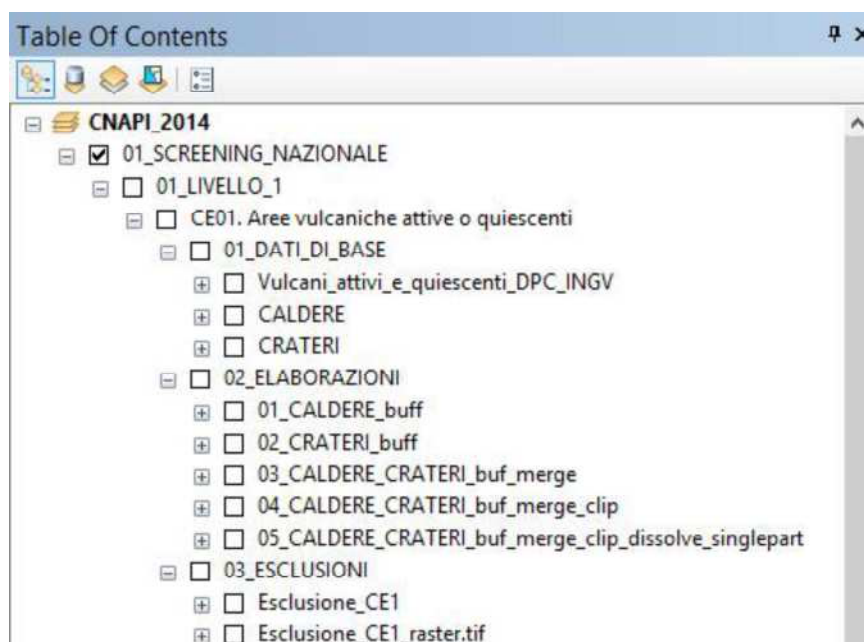 Table Of Contents
CNAPI_2014
01_SCREENING_NAZIONALE
01_LIVELLO_1
CE01. Aree vulcaniche attive o quiescenti
01_DATI_DI_BASE
Vulcani_attivi_e_quiescenti_DPC_INGV
CALDERE
CRATERI
02_ELABORAZIONI
01_CALDERE_buff
02_CRATERI_buff
03_CALDERE_CRATERI_buf_merge
04_CALDERE_CRATERI_buf_merge_clip
05_CALDERE_CRATERI_buf_merge_clip_dissolve_singlepart
03_ESCLUSIONI
Esclusione_CE1
Esclusione_CE1_raster.tif